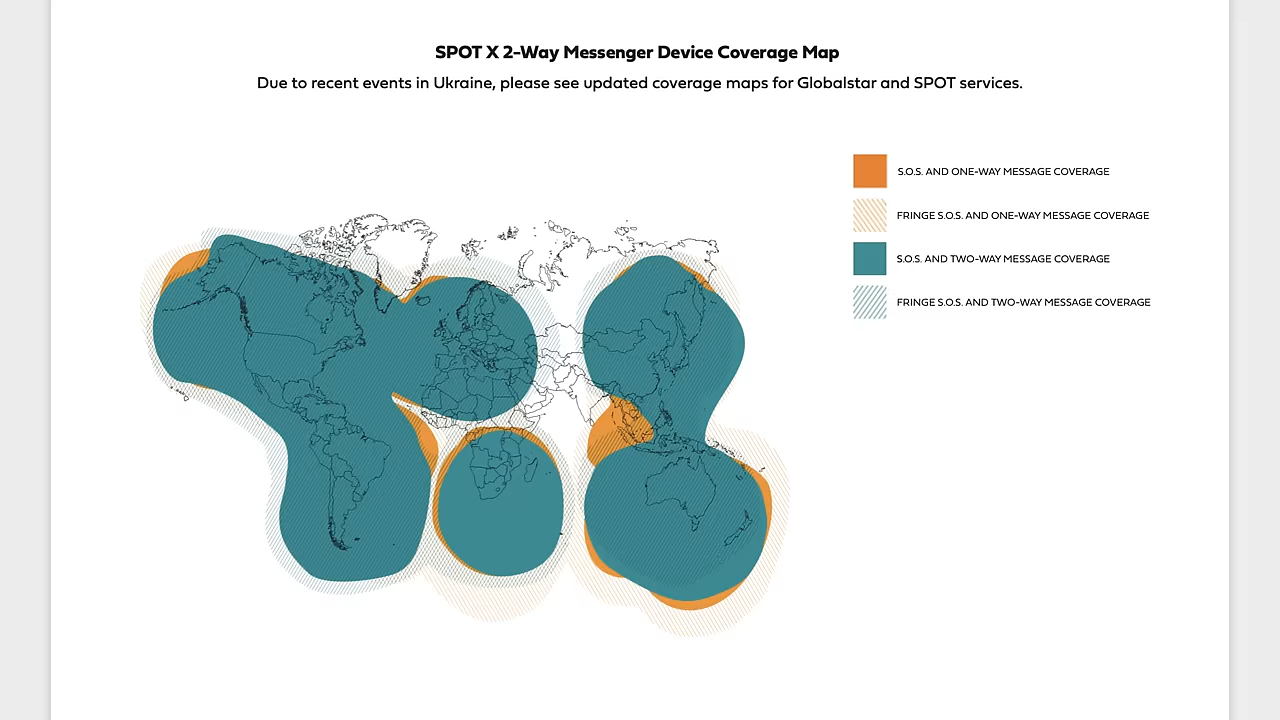 SPOT X 2-Way Messenger Device Coverage Map
Due to recent events in Ukraine, please see updated coverage maps for Globalstar and SPOT services.
S.O.S. AND ONE-WAY MESSAGE COVERAGE
FRINGE S.O.S. AND ONE-WAY MESSAGE COVERAGE
S.O.S. AND TWO-WAY MESSAGE COVERAGE
FRINGE S.O.S. AND TWO-WAY MESSAGE COVERAGE